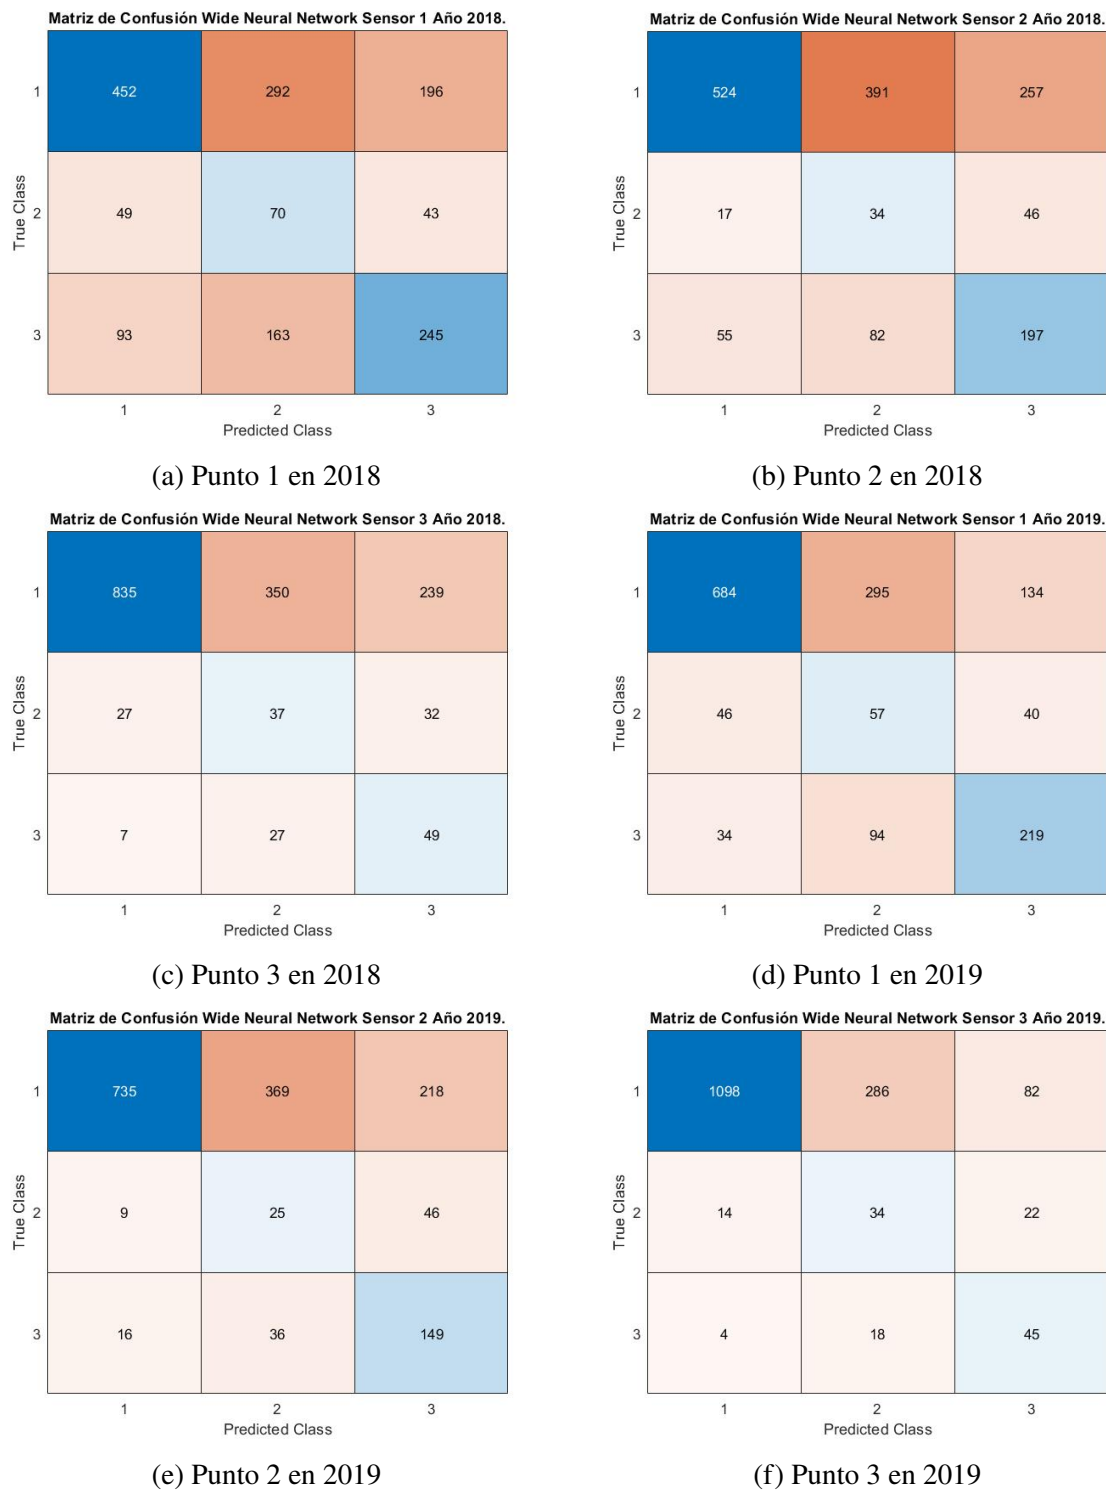 Matriz de Confusión Wide Neural Network Sensor 1 Año 2018.
1 452 292 196
2 49 70 43
3 93 163 245
True Class
1 2 3
Predicted Class
(a) Punto 1 en 2018
Matriz de Confusión Wide Neural Network Sensor 2 Año 2018.
1 524 391 257
2 17 34 46
3 55 82 197
True Class
1 2 3
Predicted Class
(b) Punto 2 en 2018
Matriz de Confusión Wide Neural Network Sensor 3 Año 2018.
1 835 350 239
2 27 37 32
3 7 27 49
True Class
1 2 3
Predicted Class
(c) Punto 3 en 2018
Matriz de Confusión Wide Neural Network Sensor 1 Año 2019.
1 684 295 134
2 46 57 40
3 34 94 219
True Class
1 2 3
Predicted Class
(d) Punto 1 en 2019
Matriz de Confusión Wide Neural Network Sensor 2 Año 2019.
1 735 369 218
2 9 25 46
3 16 36 149
True Class
1 2 3
Predicted Class
(e) Punto 2 en 2019
Matriz de Confusión Wide Neural Network Sensor 3 Año 2019.
1 1098 286 82
2 14 34 22
3 4 18 45
True Class
1 2 3
Predicted Class
(f) Punto 3 en 2019